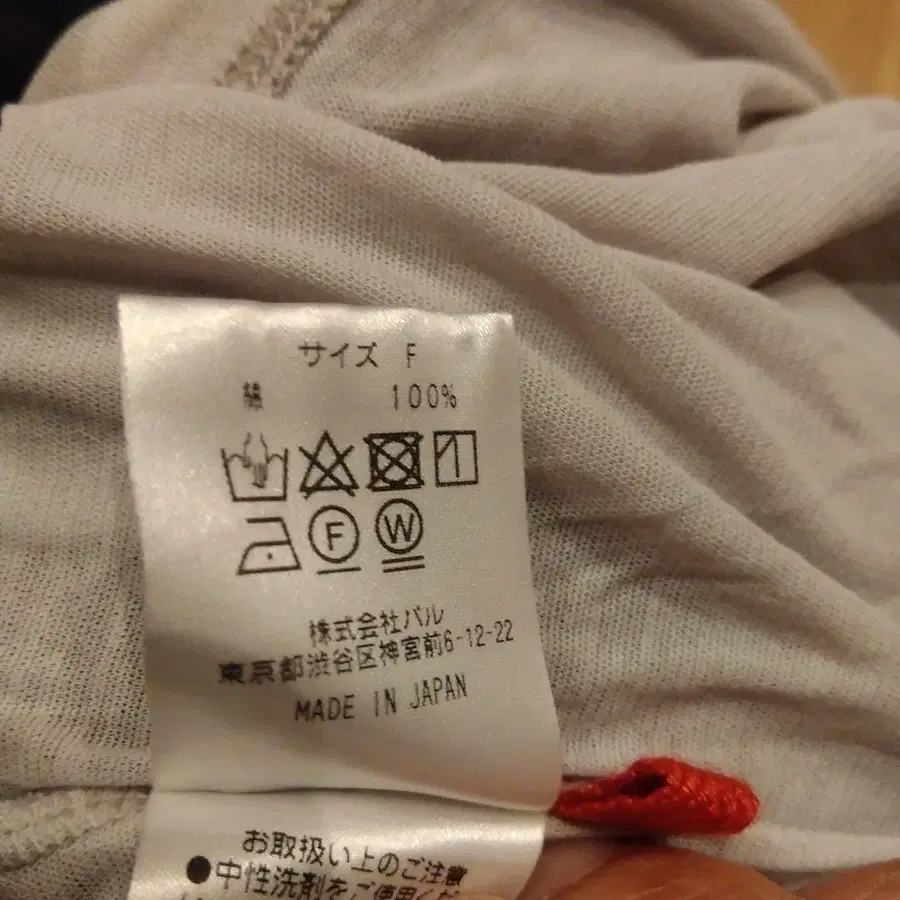 サイズ F
綿 100%
F W
株式会社パル
東京都渋谷区神宮前6-12-22
MADE IN JAPAN
お取扱い上のご注意
●中性洗剤をご使用くだ